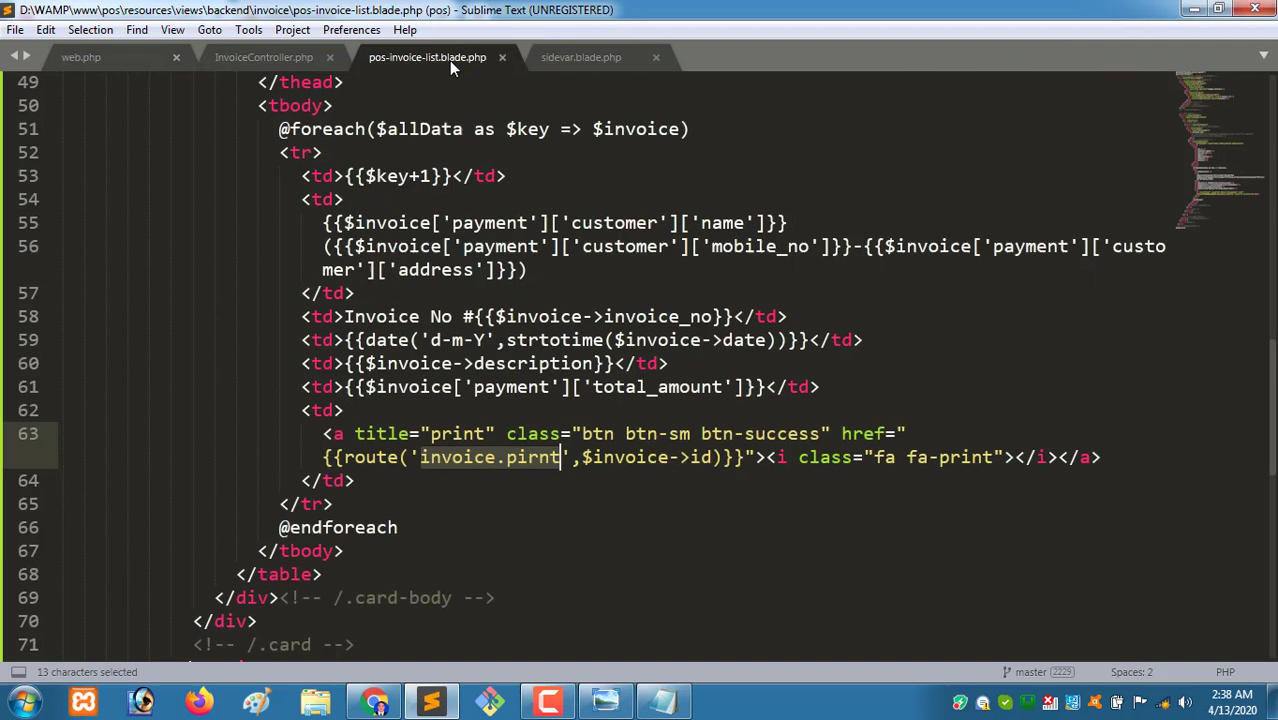 D:\WAMP\www\pos\resources\views\backend\invoice\pos-invoice-list.blade.php (pos) - Sublime Text (UNREGISTERED)
File Edit Selection Find View Goto Tools Project Preferences Help
web.php InvoiceController.php pos-invoice-list.blade.php sidevar.blade.php
49 </thead>
50 <tbody>
51 @foreach($allData as $key => $invoice)
52 <tr>
53 <td>{{$key+1}}</td>
54 <td>
55 {{$invoice['payment']['customer']['name']}}
56 ({{$invoice['payment']['customer']['mobile_no']}}-{{$invoice['payment']['custo
mer']['address']}})
57 </td>
58 <td>Invoice No #{{$invoice->invoice_no}}</td>
59 <td>{{date('d-m-Y',strtotime($invoice->date))}}</td>
60 <td>{{$invoice->description}}</td>
61 <td>{{$invoice['payment']['total_amount']}}</td>
62 <td>
63 <a title="print" class="btn btn-sm btn-success" href="
{{route('invoice.pirnt',$invoice->id)}}"><i class="fa fa-print"></i></a>
64 </td>
65 </tr>
66 @endforeach
67 </tbody>
68 </table>
69 </div><!-- /.card-body -->
70 </div>
71 <!-- /.card -->
13 characters selected master 2229 Spaces: 2 PHP
2:38 AM
4/13/2020